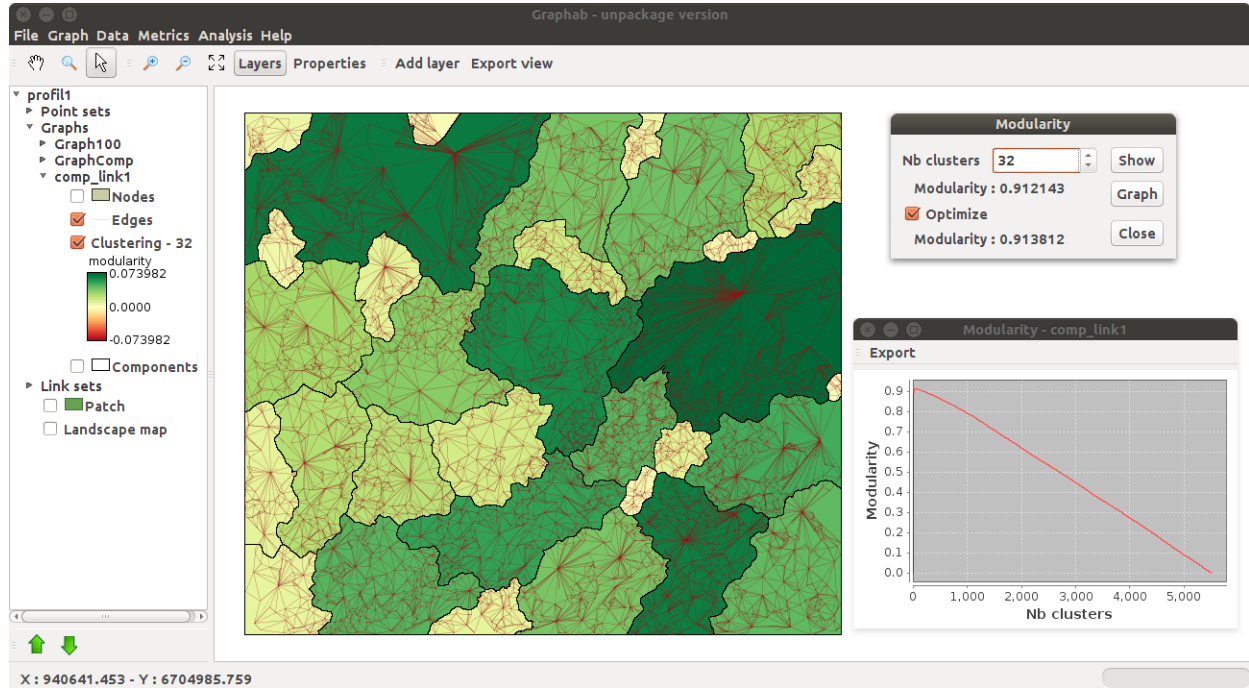 Graphab - unpackage version
File Graph Data Metrics Analysis Help
Layers Properties Add layer Export view
profil1
Point sets
Graphs
Graph100
GraphComp
comp_link1
Nodes
Edges
Clustering - 32
modularity
0.073982
0.0000
-0.073982
Components
Link sets
Patch
Landscape map
Modularity
Nb clusters 32 Show
Modularity : 0.912143
Graph
Optimize
Modularity : 0.913812
Close
Modularity - comp_link1
Export
0.9
0.8
0.7
0.6
0.5
0.4
0.3
0.2
0.1
0.0
Modularity
0 1,000 2,000 3,000 4,000 5,000
Nb clusters
X : 940641.453 - Y : 6704985.759